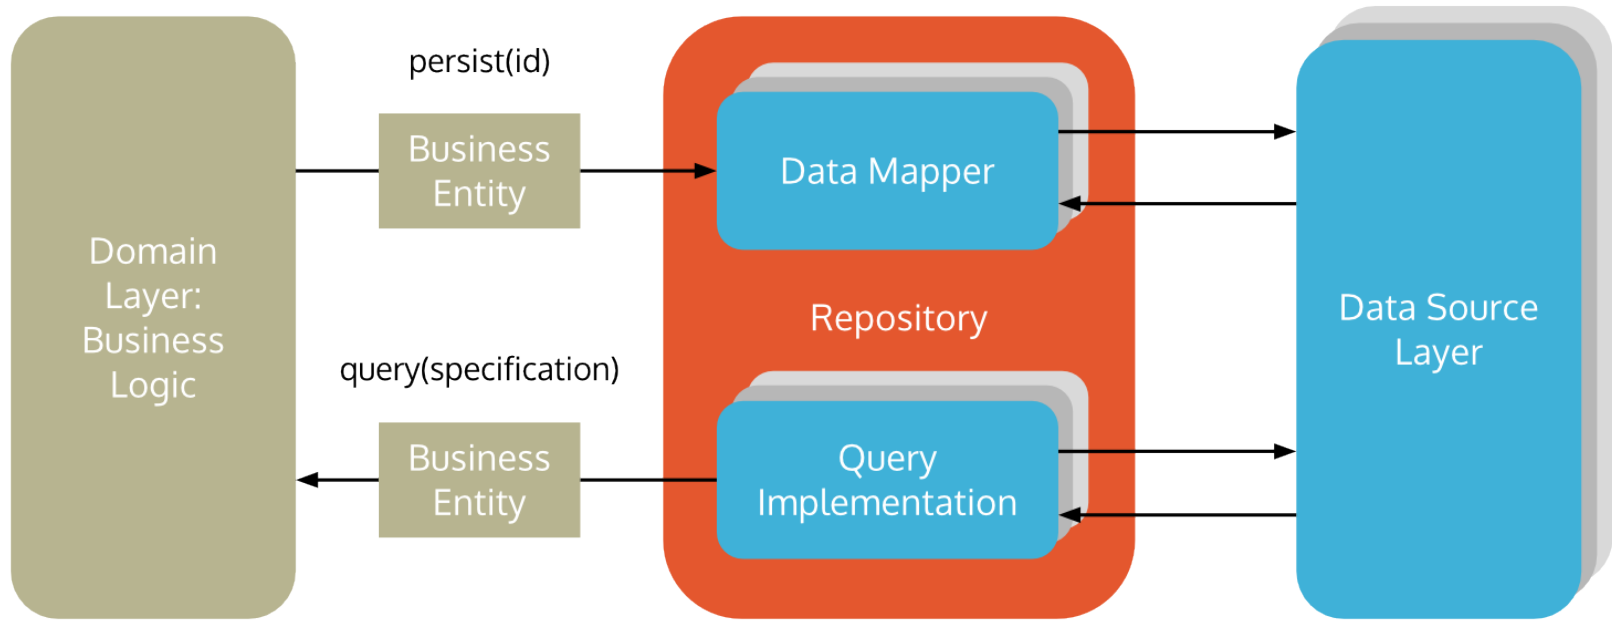 Domain
Layer:
Business
Logic
persist(id)
Business
Entity
query(specification)
Business
Entity
Data Mapper
Repository
Query
Implementation
Data Source
Layer